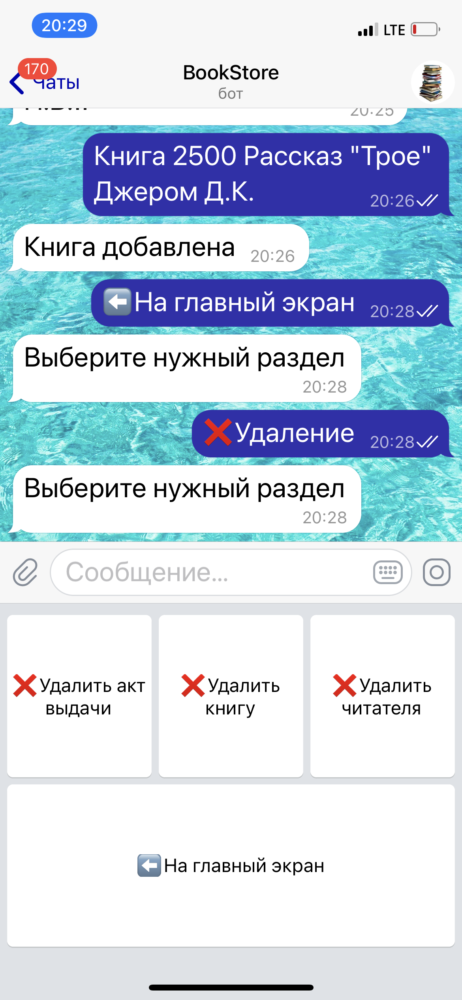 20:29
LTE
170
Чаты
BookStore
бот
20:25
Книга 2500 Рассказ "Трое"
Джером Д.К.
20:26
Книга добавлена 20:26
⬅️На главный экран 20:28
Выберите нужный раздел
20:28
❌Удаление 20:28
Выберите нужный раздел
20:28
Сообщение...
❌Удалить акт
выдачи
❌Удалить
книгу
❌Удалить
читателя
⬅️На главный экран